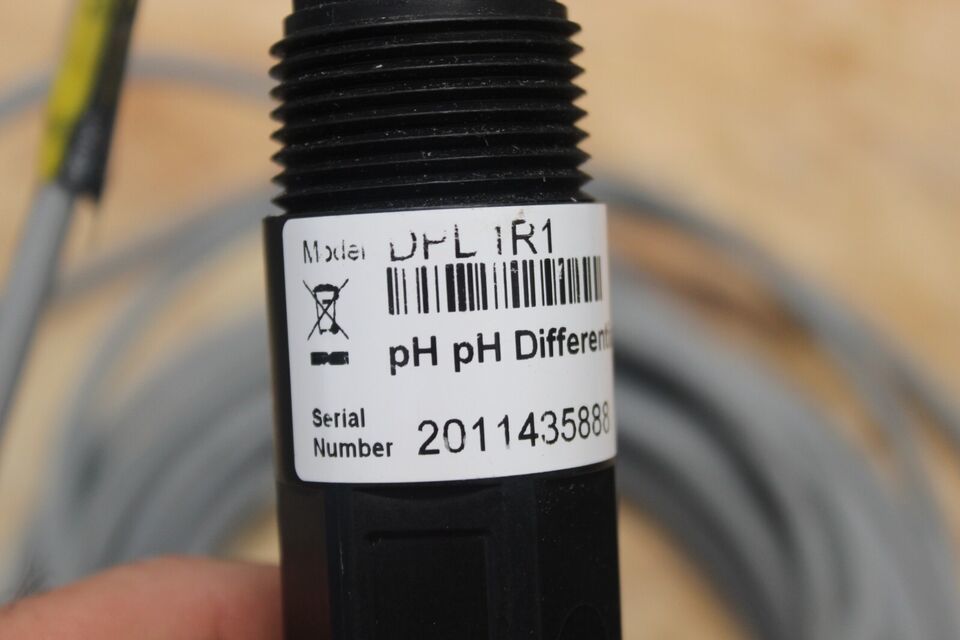 Model DPL1R1
pH pH Different
Serial
Number 2011435888